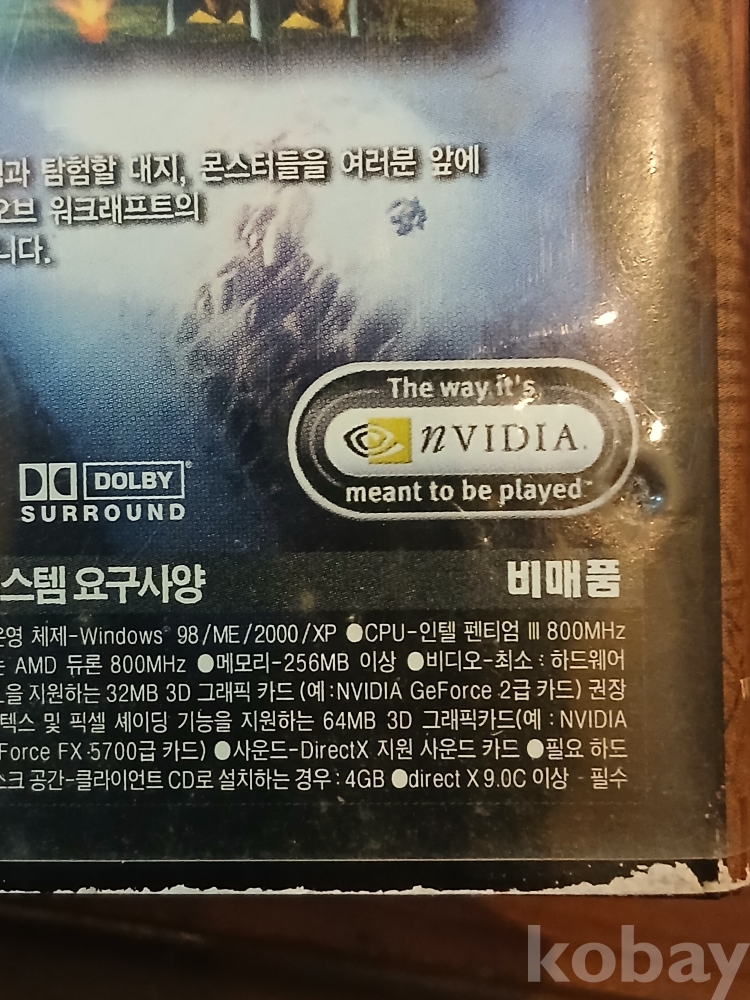 과 탐험할 대지, 몬스터들을 여러분 앞에
오브 워크래프트의
니다.
The way it's
nVIDIA.
meant to be played™
DOLBY®
SURROUND
스템 요구사양
비매품
운영 체제-Windows® 98/ME/2000/XP ●CPU-인텔 펜티엄 III 800MHz
는 AMD 듀론 800MHz ●메모리-256MB 이상 ●비디오-최소 : 하드웨어
을 지원하는 32MB 3D 그래픽 카드 (예:NVIDIA GeForce 2급 카드) 권장
텍스 및 픽셀 셰이딩 기능을 지원하는 64MB 3D 그래픽카드(예 : NVIDIA
Force FX 5700급 카드) ●사운드-DirectX 지원 사운드 카드 ●필요 하드
스크 공간-클라이언트 CD로 설치하는 경우 : 4GB ●direct X 9.0C 이상 - 필수
kobay